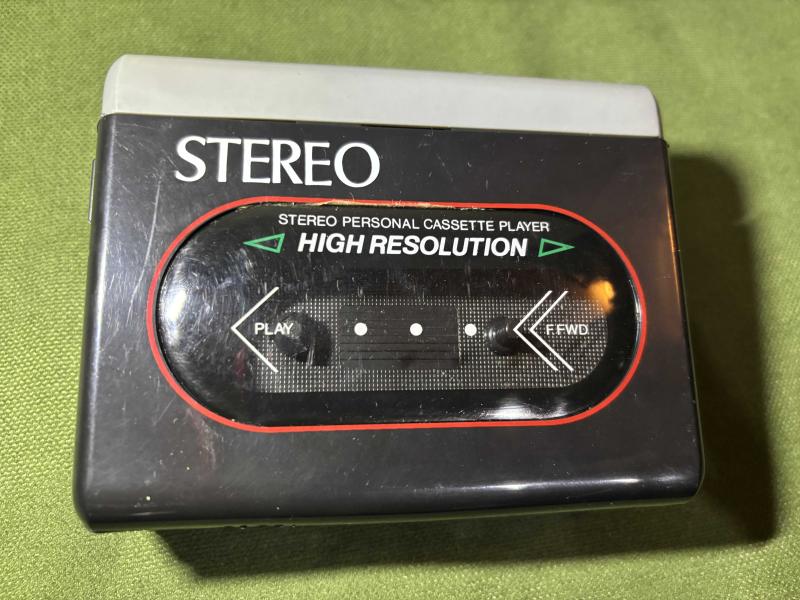 STEREO
STEREO PERSONAL CASSETTE PLAYER
HIGH RESOLUTION
PLAY
F.FWD